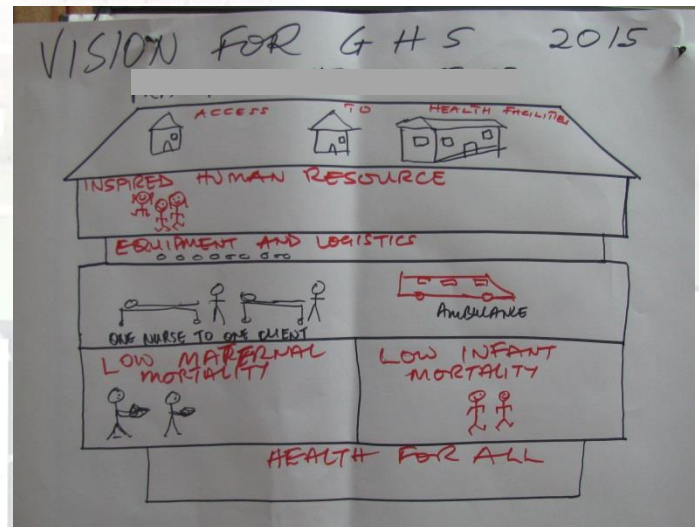 VISION FOR GHS 2015
ACCESS TO HEALTH FACILITIES
INSPIRED HUMAN RESOURCE
EQUIPMENT AND LOGISTICS
ONE NURSE TO ONE CLIENT
AMBULANCE
LOW MATERNAL
MORTALITY
LOW INFANT
MORTALITY
HEALTH FOR ALL